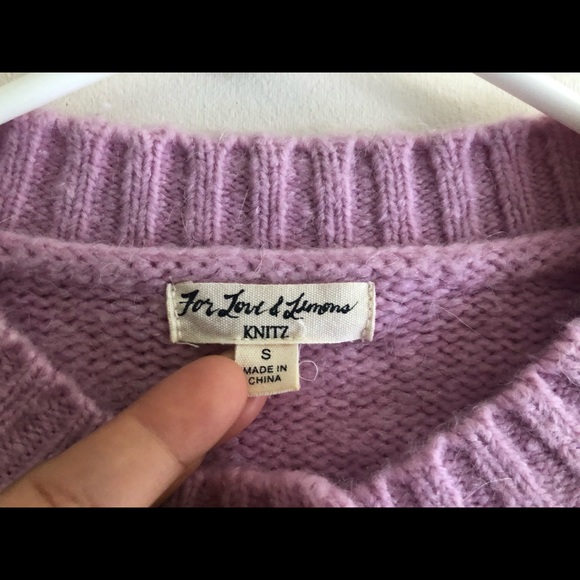 For Love & Lemons
KNITZ
S
MADE IN
CHINA